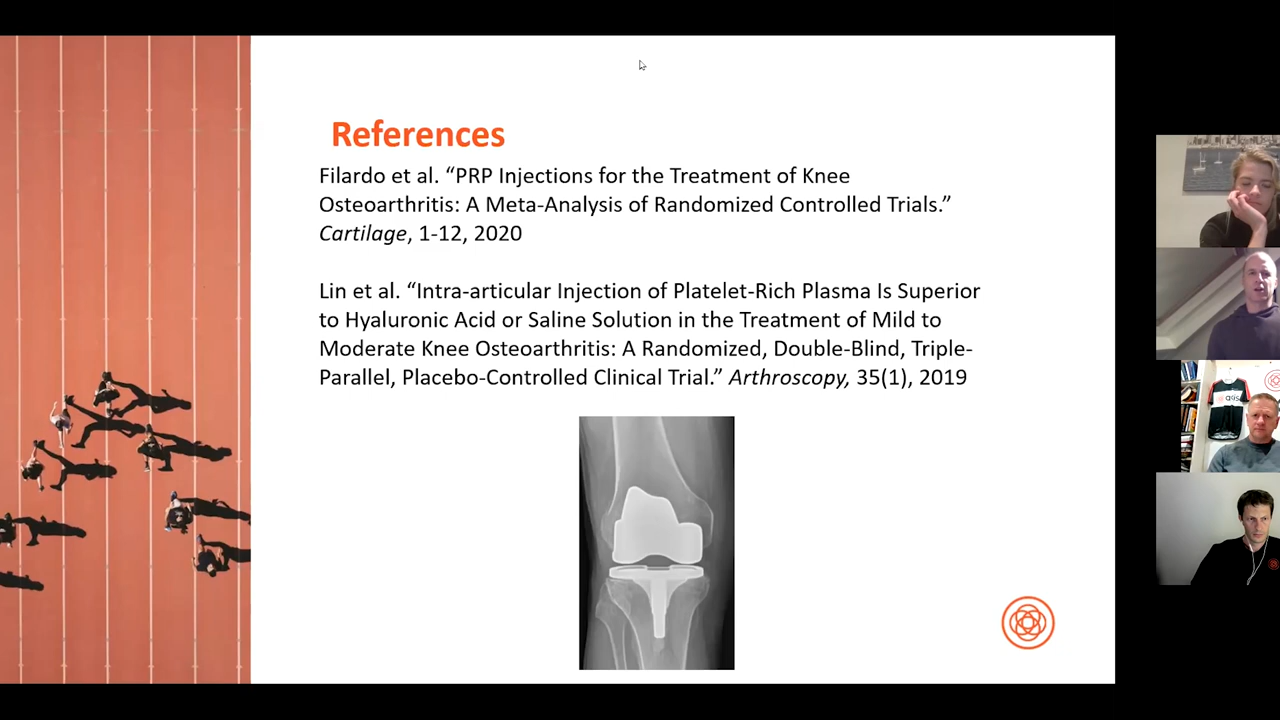 References
Filardo et al. “PRP Injections for the Treatment of Knee
Osteoarthritis: A Meta-Analysis of Randomized Controlled Trials.”
Cartilage, 1-12, 2020
Lin et al. “Intra-articular Injection of Platelet-Rich Plasma Is Superior
to Hyaluronic Acid or Saline Solution in the Treatment of Mild to
Moderate Knee Osteoarthritis: A Randomized, Double-Blind, Triple-
Parallel, Placebo-Controlled Clinical Trial.” Arthroscopy, 35(1), 2019